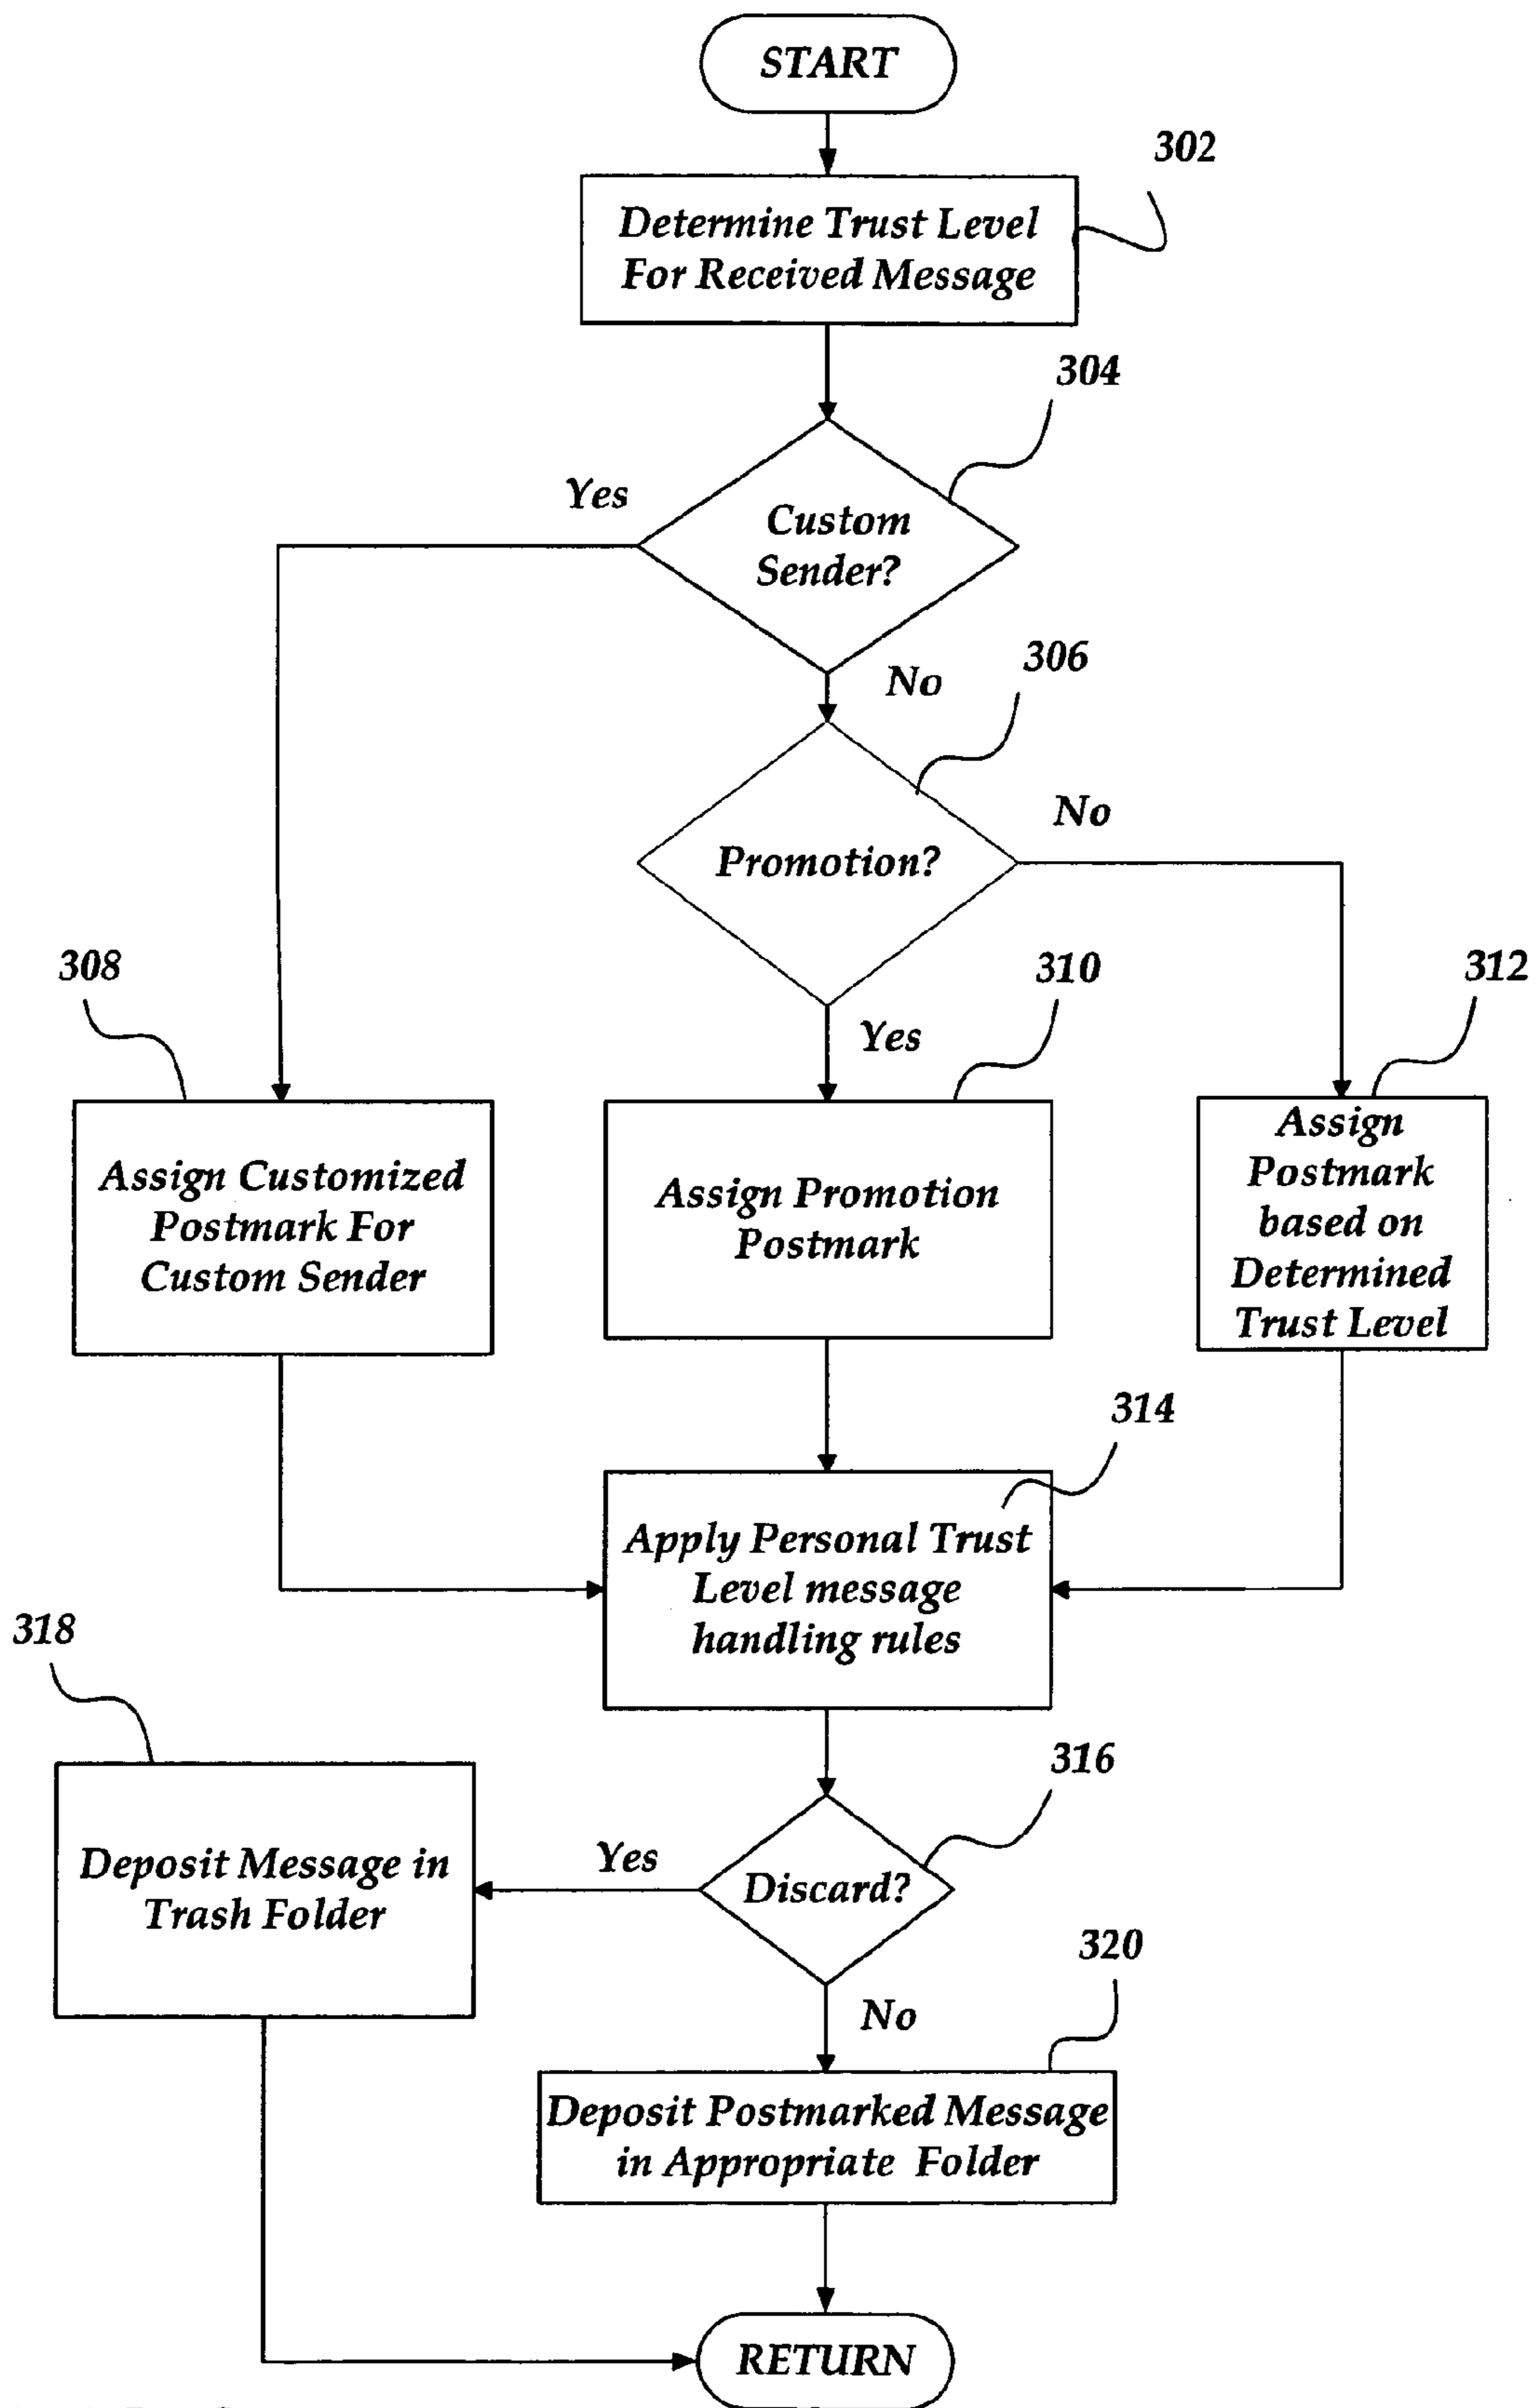 START
302
Determine Trust Level
For Received Message
304
Yes
Custom
Sender?
306
No
No
Promotion?
308
310
312
Yes
Assign Customized
Postmark For
Custom Sender
Assign Promotion
Postmark
Assign
Postmark
based on
Determined
Trust Level
314
Apply Personal Trust
Level message
handling rules
318
316
Deposit Message in
Trash Folder
Yes
Discard?
320
No
Deposit Postmarked Message
in Appropriate Folder
RETURN